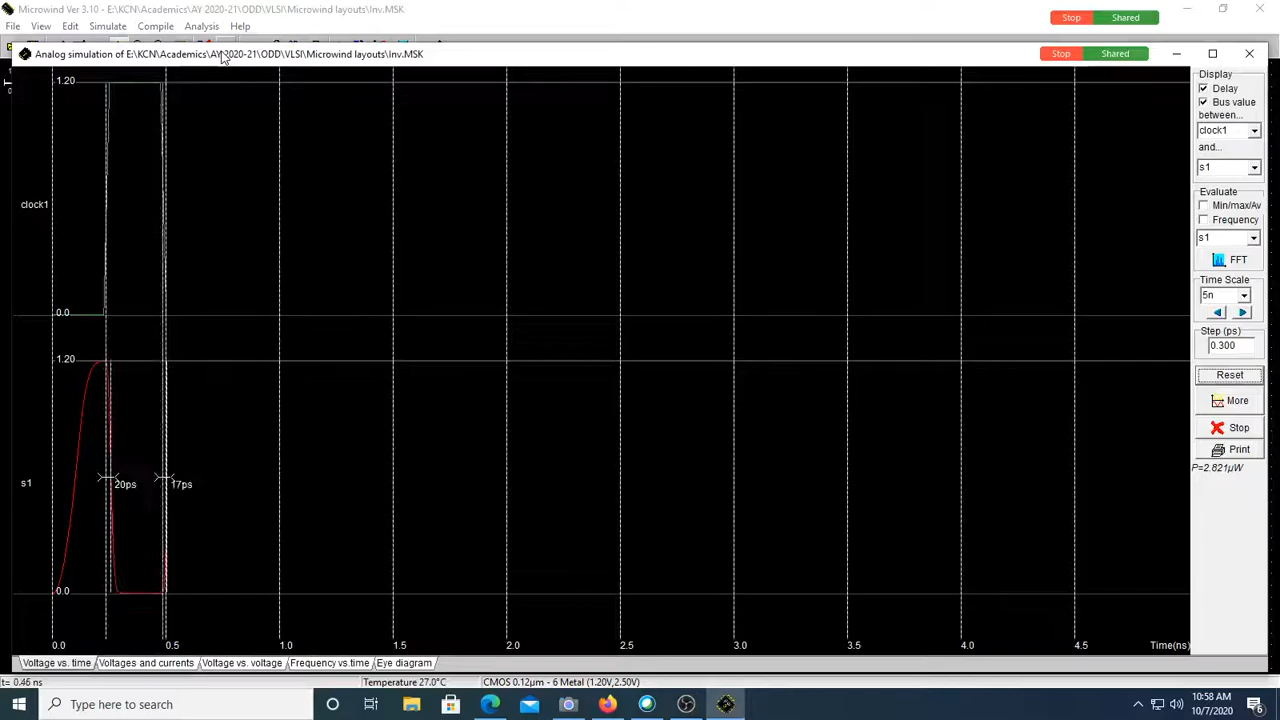 Microwind Ver 3.10 - E:\KCN\Academics\AY 2020-21\ODD\VLSI\Microwind layouts\Inv.MSK
Stop Shared
File View Edit Simulate Compile Analysis Help
Analog simulation of E:\KCN\Academics\AY 2020-21\ODD\VLSI\Microwind layouts\Inv.MSK
Stop Shared
Display
1.20
Delay
Bus value
between...
clock1
and...
s1
Evaluate
clock1
Min/max/Av
Frequency
s1
FFT
Time Scale
5n
0.0
Step (ps)
0.300
1.20
Reset
More
Stop
Print
P=2.821µW
s1
20ps
17ps
0.0
0.0 0.5 1.0 1.5 2.0 2.5 3.0 3.5 4.0 4.5 Time(ns)
Voltage vs. time Voltages and currents Voltage vs. voltage Frequency vs.time Eye diagram
t= 0.46 ns Temperature 27.0°C CMOS 0.12µm - 6 Metal (1.20V,2.50V)
Type here to search
10:58 AM
10/7/2020
6